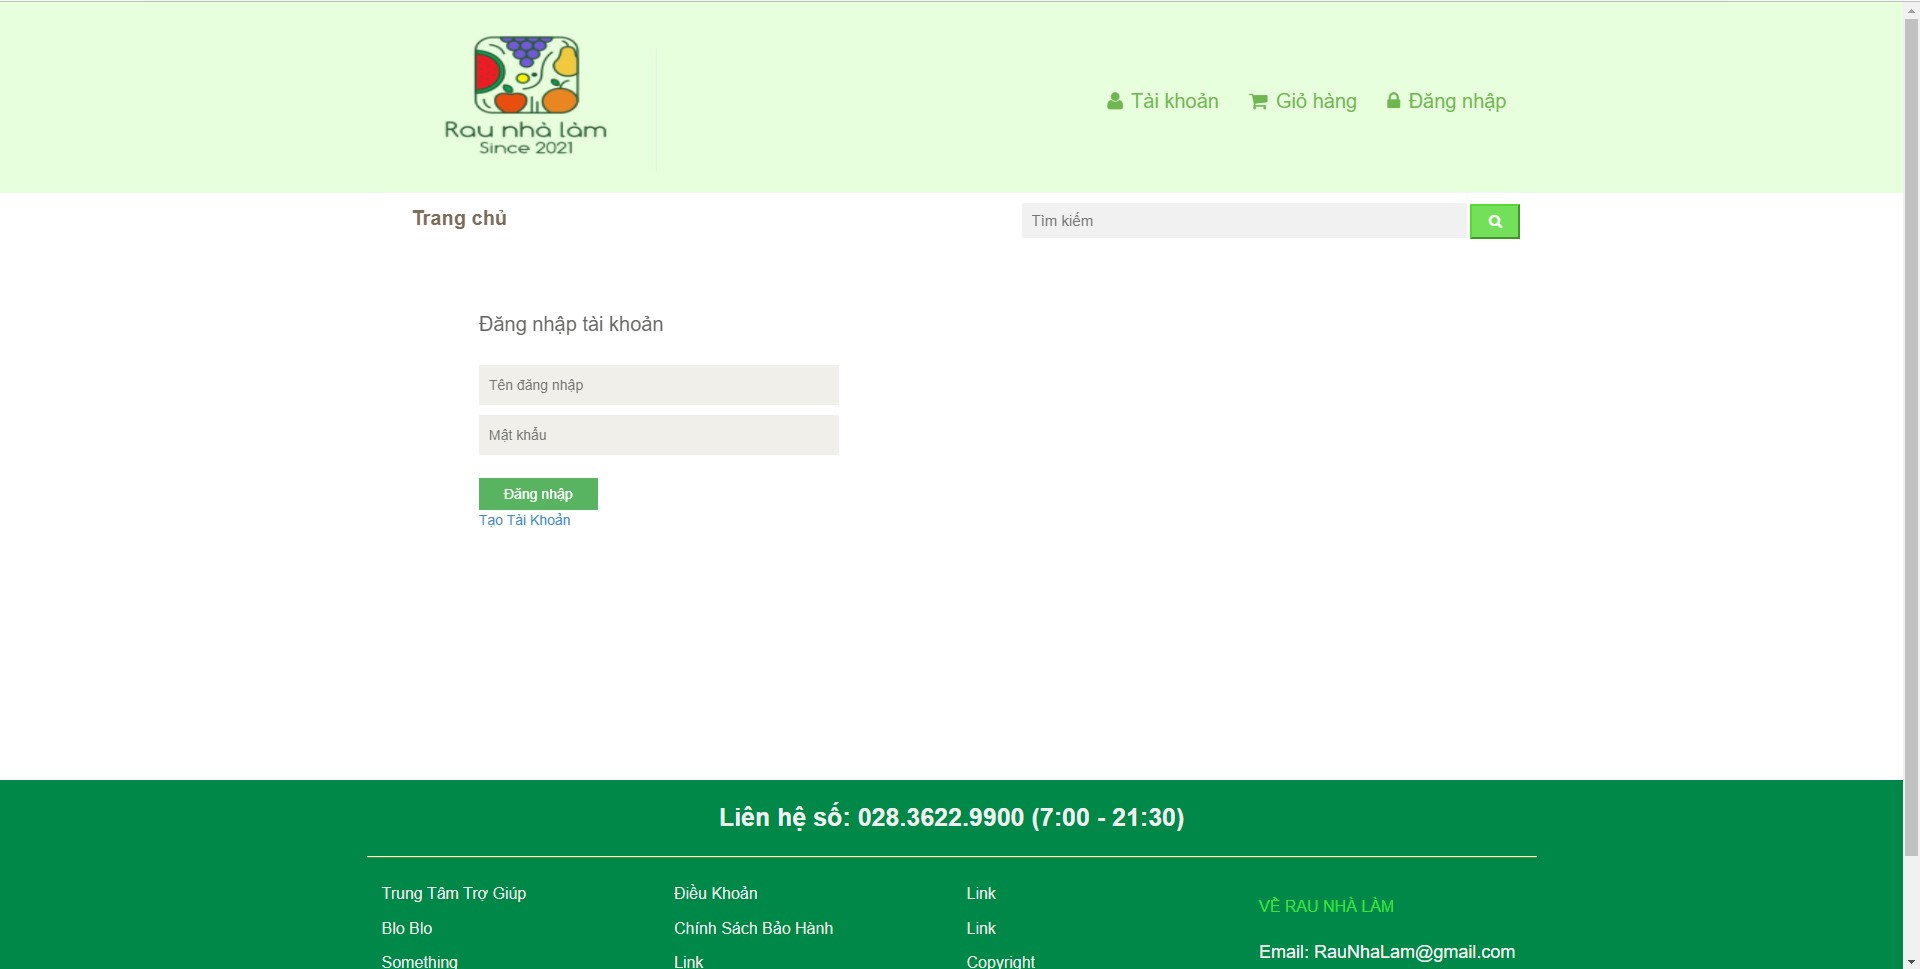 Rau nhà làm
Since 2021
Tài khoản Giỏ hàng Đăng nhập
Trang chủ
Tìm kiếm
Đăng nhập tài khoản
Tên đăng nhập
Mật khẩu
Đăng nhập
Tạo Tài Khoản
Liên hệ số: 028.3622.9900 (7:00 - 21:30)
Trung Tâm Trợ Giúp
Blo Blo
Something
Điều Khoản
Chính Sách Bảo Hành
Link
Link
Link
Copyright
VỀ RAU NHÀ LÀM
Email: RauNhaLam@gmail.com